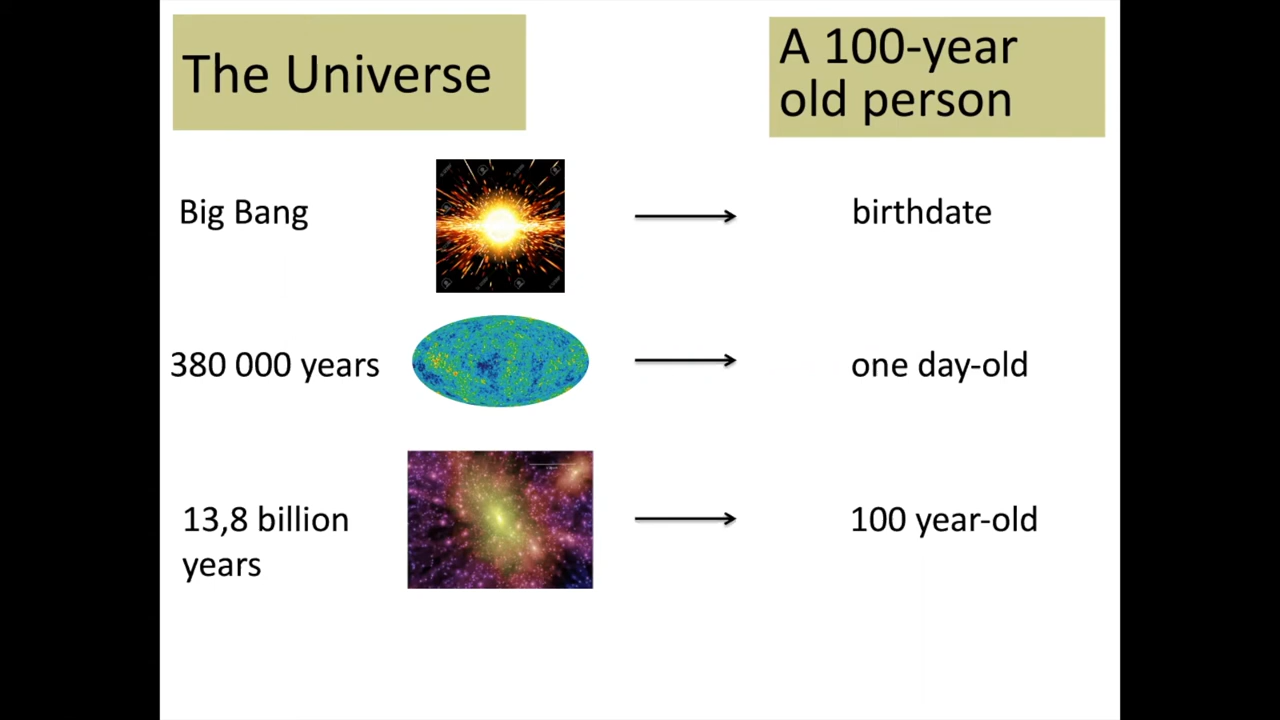 The Universe
A 100-year
old person
Big Bang
birthdate
380 000 years
one day-old
13,8 billion
years
100 year-old